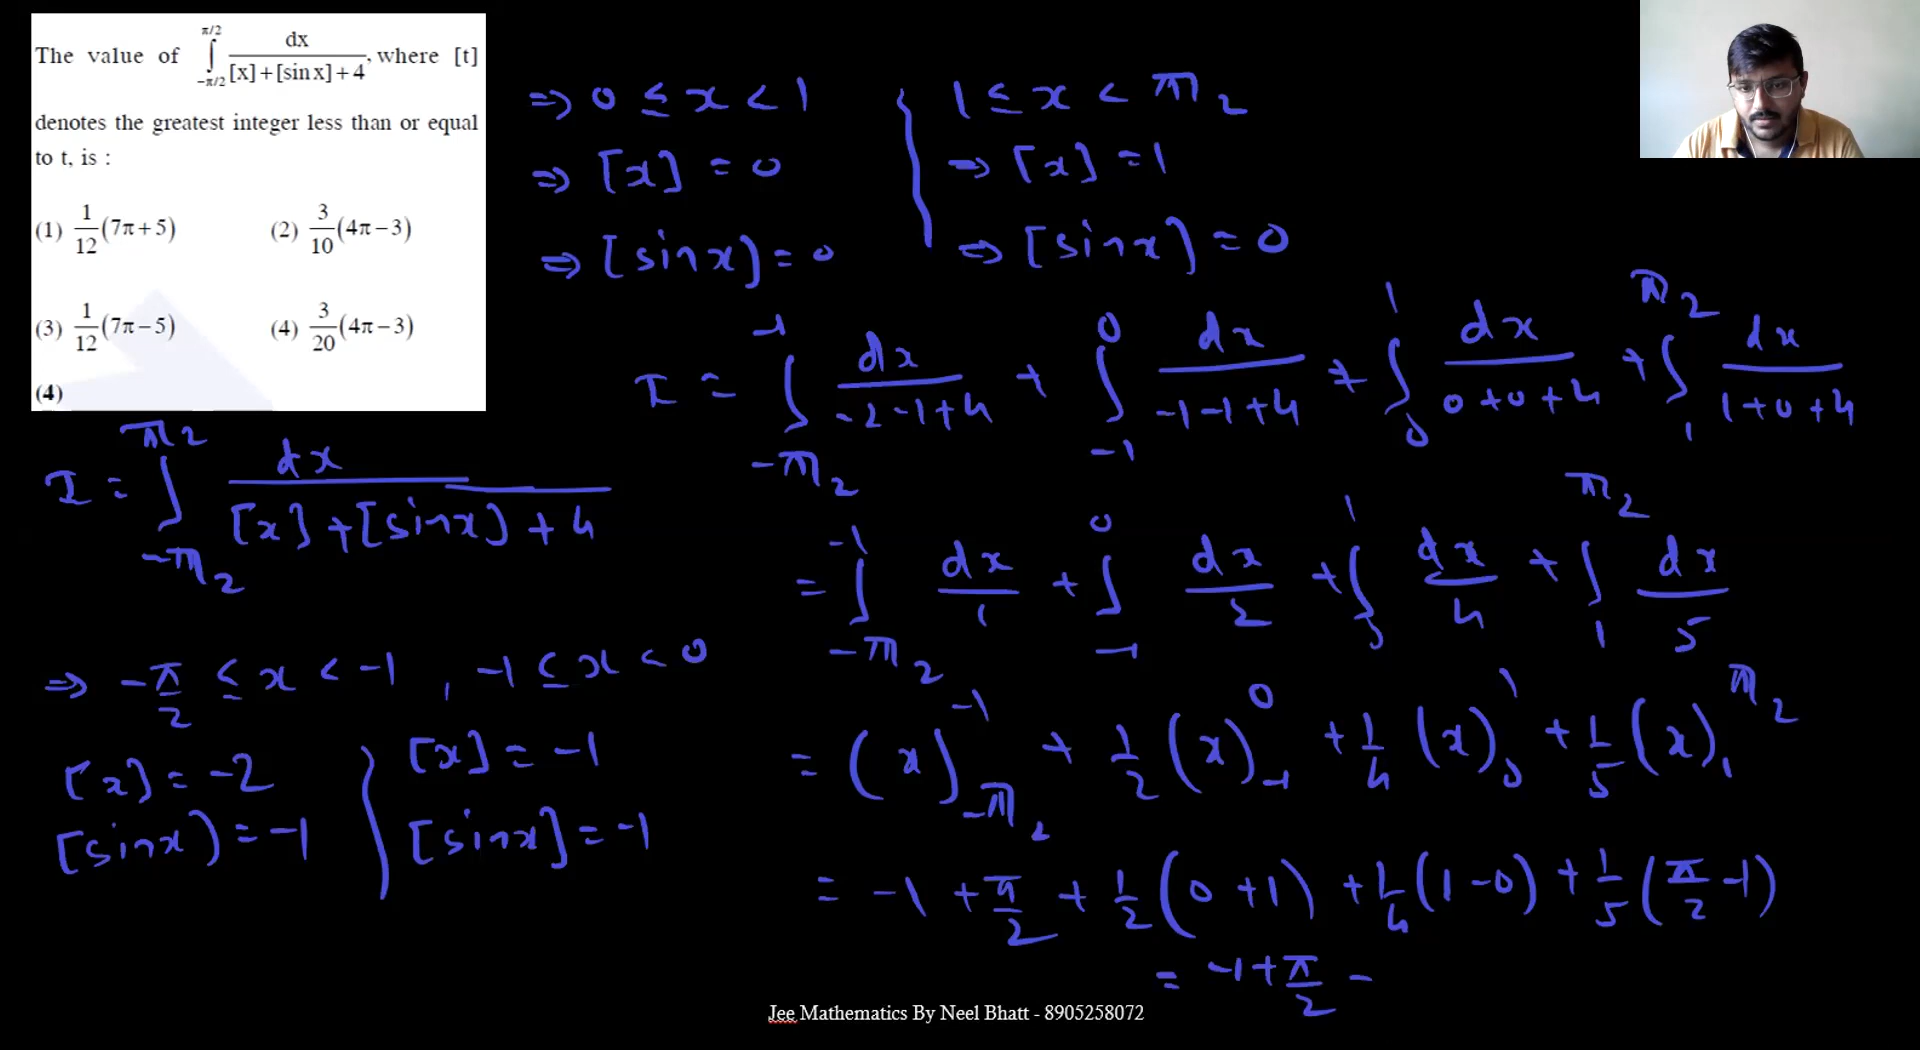 The value of ∫_{-π/2}^{π/2} dx/([x]+[sin x]+4), where [t]
denotes the greatest integer less than or equal
to t, is :
(1) 1/12 (7π+5) (2) 3/10 (4π−3)
(3) 1/12 (7π−5) (4) 3/20 (4π−3)
(4)
I = ∫_{-π/2}^{π/2} dx/([x]+[sinx]+4)
⇒ -π/2 ≤ x < -1 , -1 ≤ x < 0
[x] = -2 [x] = -1
[sinx] = -1 [sinx] = -1
⇒ 0 ≤ x < 1 1 ≤ x < π/2
⇒ [x] = 0 ⇒ [x] = 1
⇒ [sinx] = 0 ⇒ [sinx] = 0
I = ∫_{-π/2}^{-1} dx/(-2-1+4) + ∫_{-1}^{0} dx/(-1-1+4) + ∫_{0}^{1} dx/(0+0+4) + ∫_{1}^{π/2} dx/(1+0+4)
= ∫_{-π/2}^{-1} dx/1 + ∫_{-1}^{0} dx/2 + ∫_{0}^{1} dx/4 + ∫_{1}^{π/2} dx/5
= (x)_{-π/2}^{-1} + 1/2 (x)_{-1}^{0} + 1/4 (x)_{0}^{1} + 1/5 (x)_{1}^{π/2}
= -1 + π/2 + 1/2 (0+1) + 1/4 (1-0) + 1/5 (π/2 -1)
= -1 + π/2 -
Jee Mathematics By Neel Bhatt - 8905258072